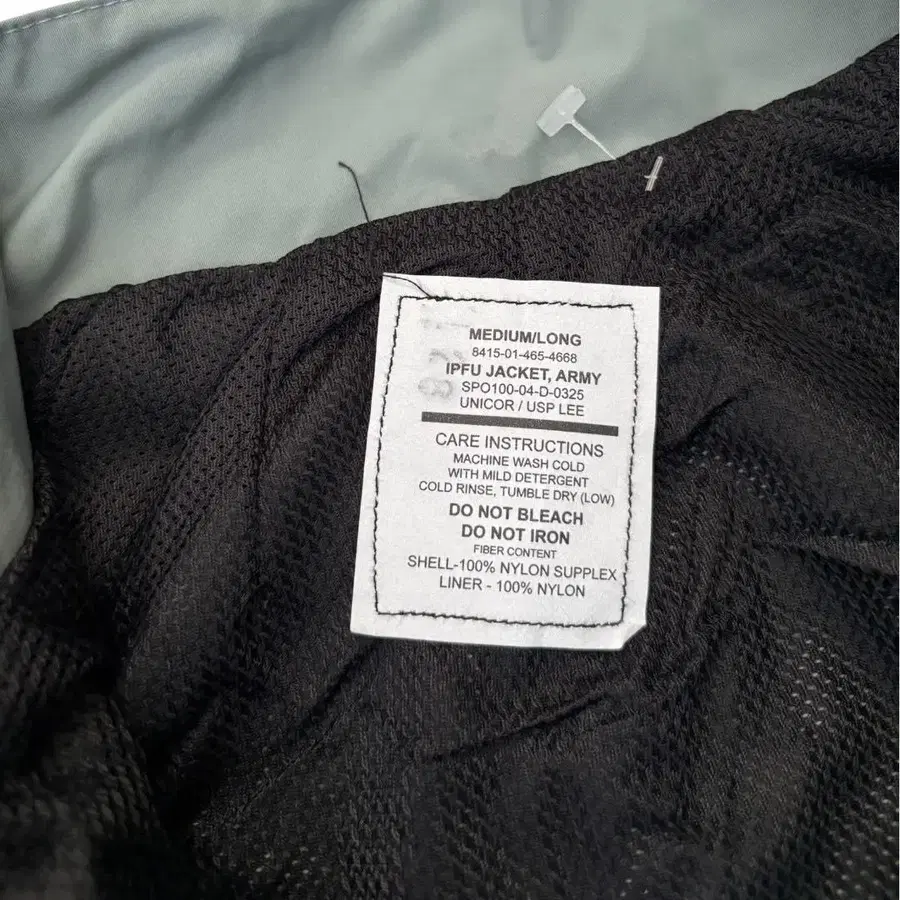 MEDIUM/LONG
8415-01-465-4668
IPFU JACKET, ARMY
SPO100-04-D-0325
UNICOR / USP LEE
CARE INSTRUCTIONS
MACHINE WASH COLD
WITH MILD DETERGENT
COLD RINSE, TUMBLE DRY (LOW)
DO NOT BLEACH
DO NOT IRON
FIBER CONTENT
SHELL-100% NYLON SUPPLEX
LINER - 100% NYLON